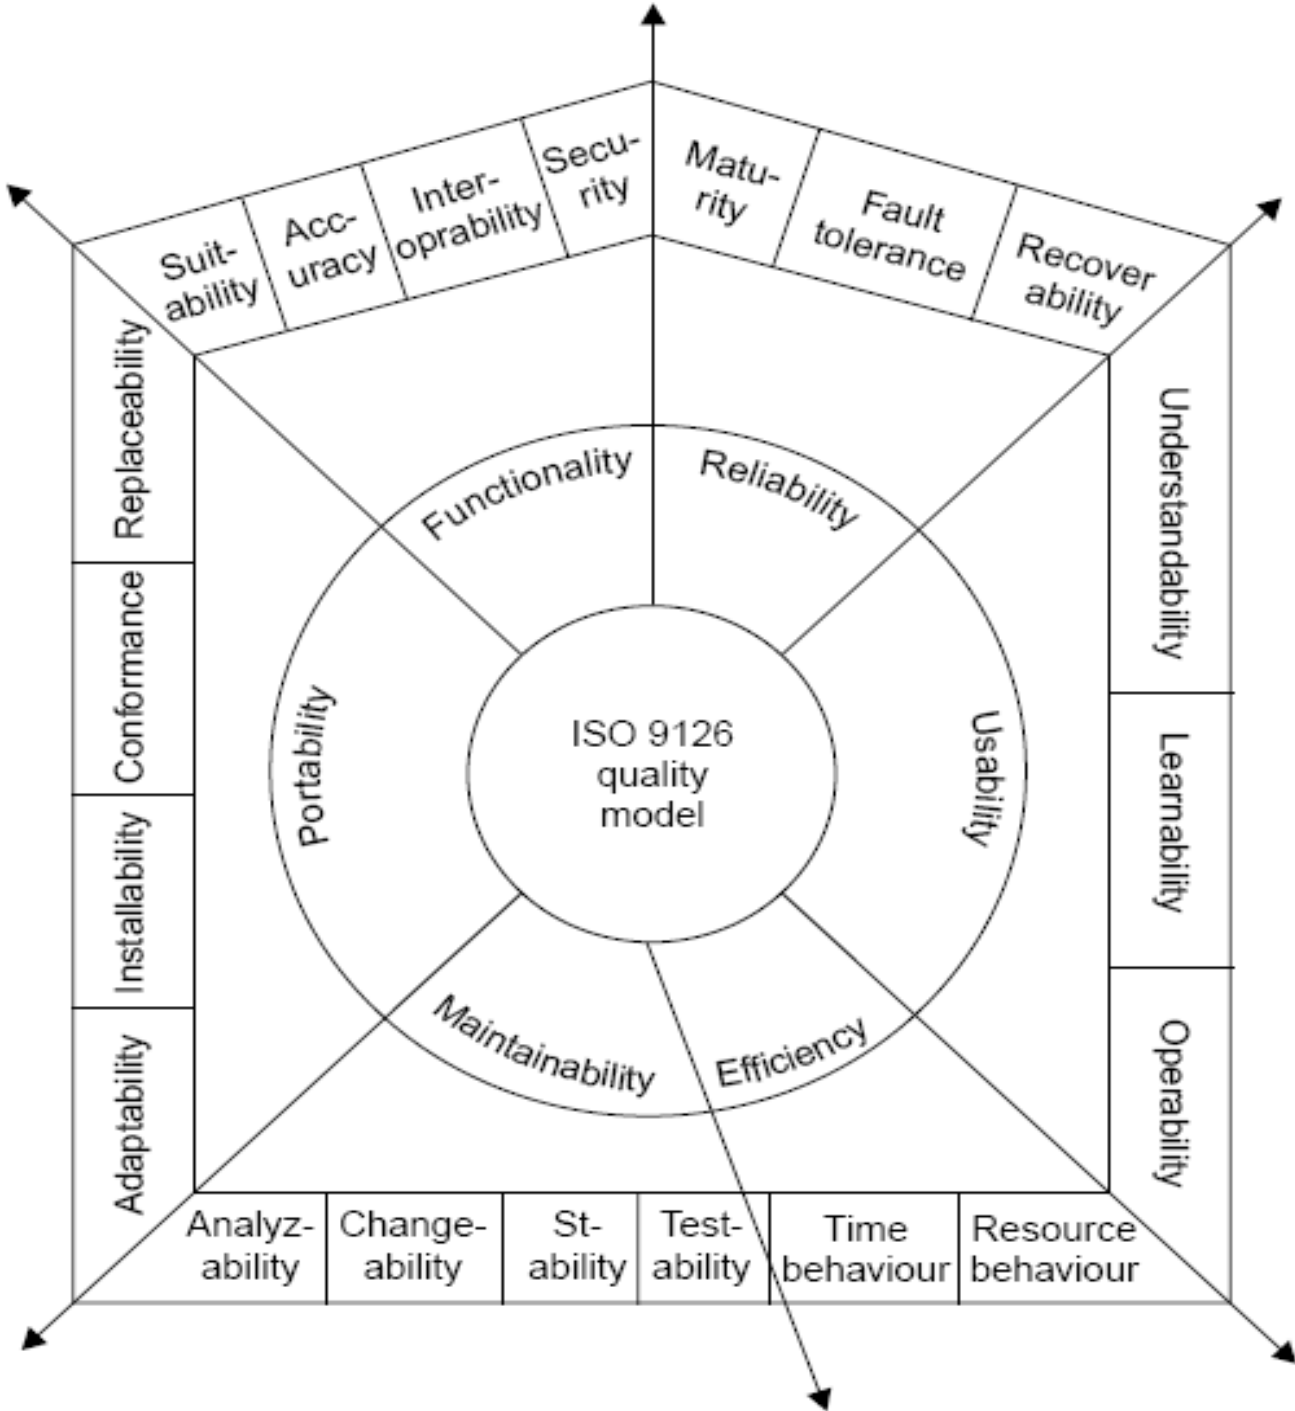 Secu-
rity
Inter-
oprability
Acc-
uracy
Suit-
ability
Matu-
rity
Fault
tolerance
Recover
ability
Replaceability
Conformance
Installability
Adaptability
Functionality
Reliability
Portability
Usability
Maintainability
Efficiency
ISO 9126
quality
model
Understandability
Learnability
Operability
Analyz-
ability
Change-
ability
St-
ability
Test-
ability
Time
behaviour
Resource
behaviour